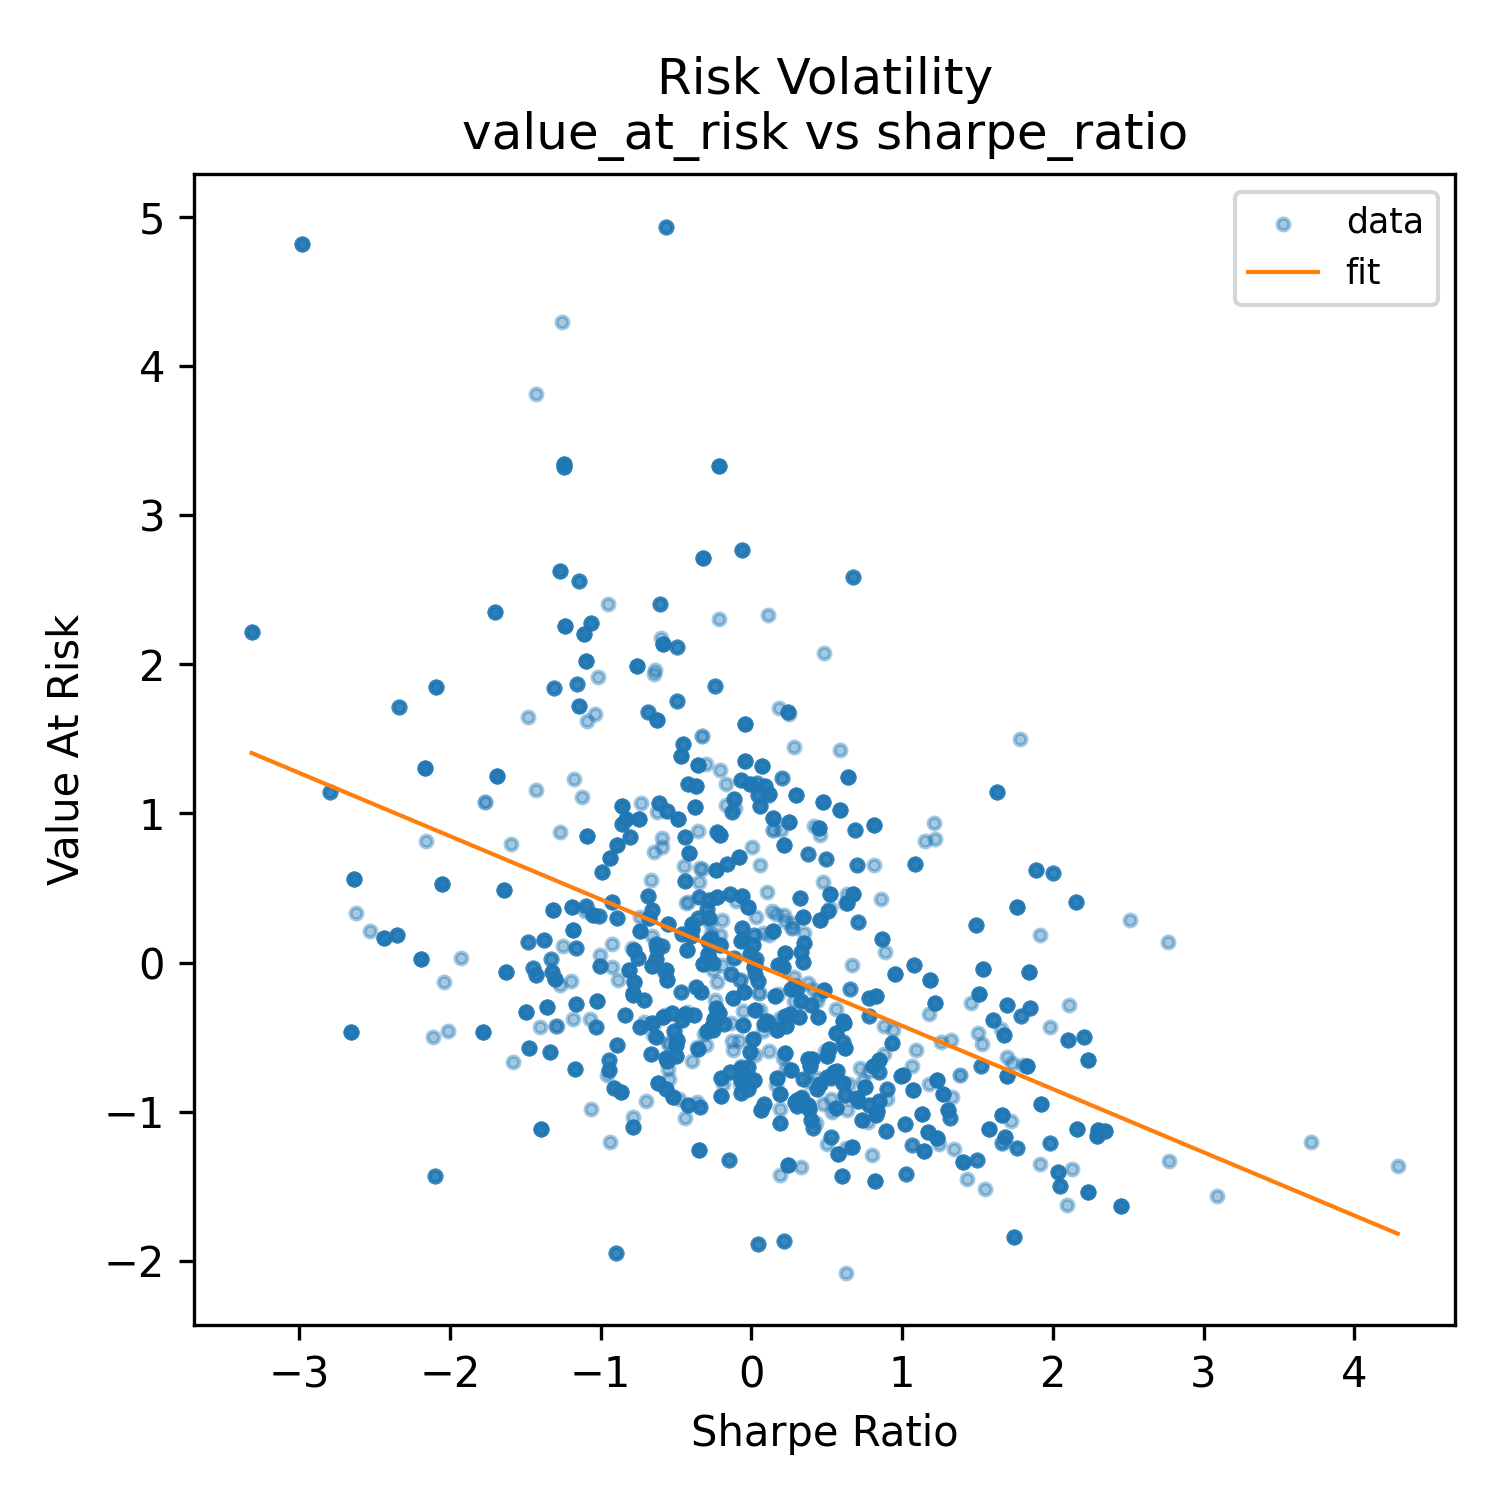 Risk Volatility
value_at_risk vs sharpe_ratio
data
fit
5
4
3
2
1
0
−1
−2
Value At Risk
−3
−2
−1
0
1
2
3
4
Sharpe Ratio